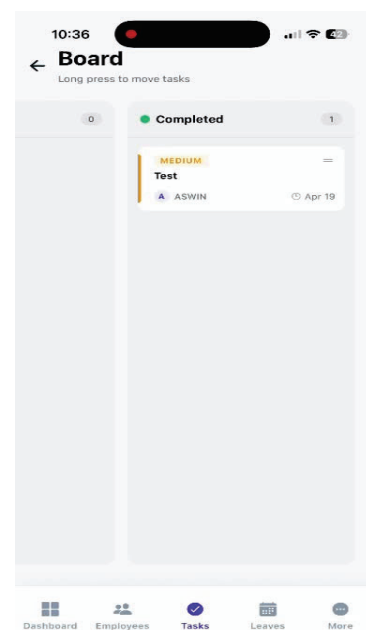 10:36
42
Board
Long press to move tasks
0
Completed
1
MEDIUM
Test
A ASWIN
Apr 19
Dashboard Employees Tasks Leaves More